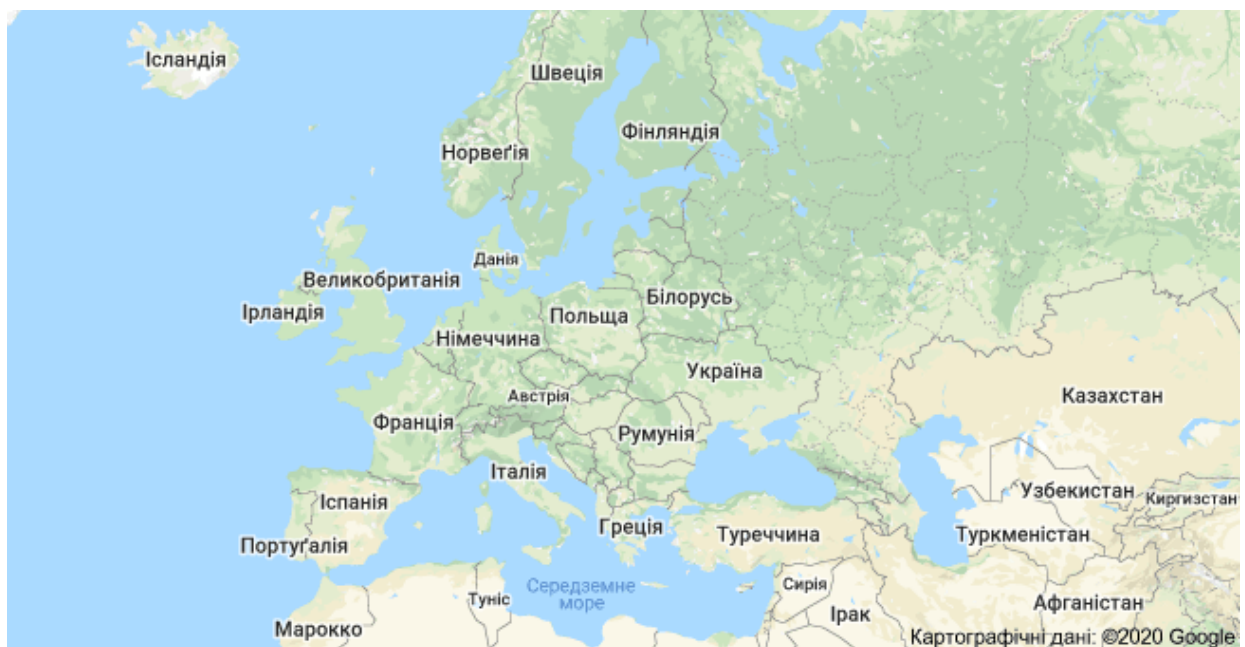 Ісландія
Швеція
Фінляндія
Норвеґія
Данія
Великобританія
Білорусь
Ірландія
Польща
Німеччина
Україна
Австрія
Казахстан
Франція
Румунія
Італія
Узбекистан
Киргизстан
Іспанія
Греція
Туреччина
Туркменістан
Портуґалія
Середземне
море
Сирія
Туніс
Афганістан
Ірак
Марокко
Картографічні дані: ©2020 Google